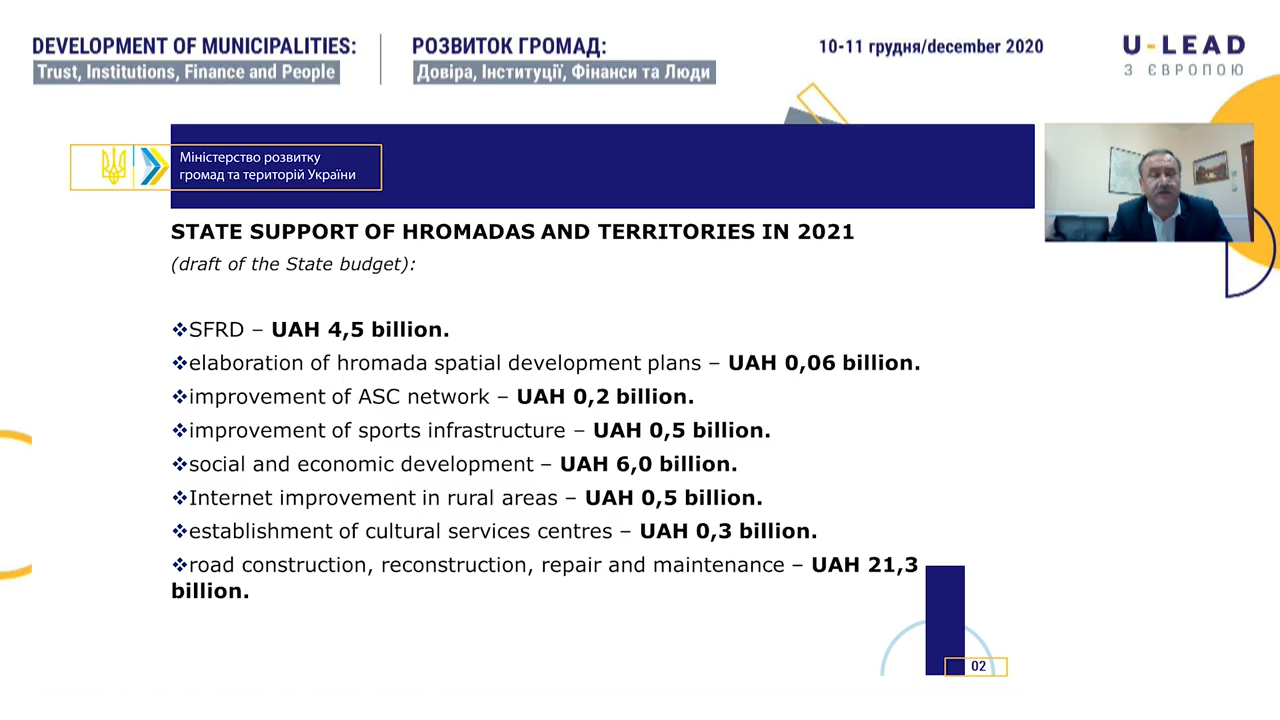 DEVELOPMENT OF MUNICIPALITIES:
Trust, Institutions, Finance and People
РОЗВИТОК ГРОМАД:
Довіра, Інституції, Фінанси та Люди
10-11 грудня/december 2020
U-LEAD
З ЄВРОПОЮ
Міністерство розвитку
громад та територій України
STATE SUPPORT OF HROMADAS AND TERRITORIES IN 2021
(draft of the State budget):
❖SFRD – UAH 4,5 billion.
❖elaboration of hromada spatial development plans – UAH 0,06 billion.
❖improvement of ASC network – UAH 0,2 billion.
❖improvement of sports infrastructure – UAH 0,5 billion.
❖social and economic development – UAH 6,0 billion.
❖Internet improvement in rural areas – UAH 0,5 billion.
❖establishment of cultural services centres – UAH 0,3 billion.
❖road construction, reconstruction, repair and maintenance – UAH 21,3
billion.
02